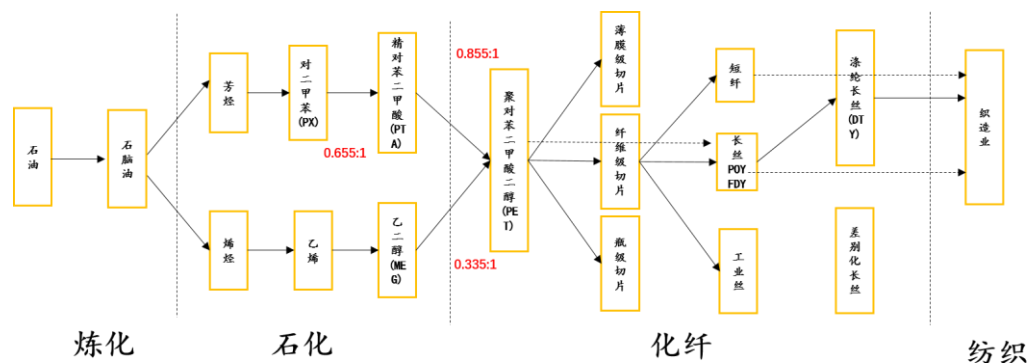 石油
石脑油
芳烃
对二甲苯(PX)
0.655:1
精对苯二甲酸(PTA)
0.855:1
烯烃
乙烯
乙二醇(MEG)
0.335:1
聚对苯二甲酸二醇(PET)
薄膜级切片
纤维级切片
瓶级切片
短纤
长丝POY FDY
工业丝
涤纶长丝(DTY)
差别化长丝
织造业
炼化
石化
化纤
纺织